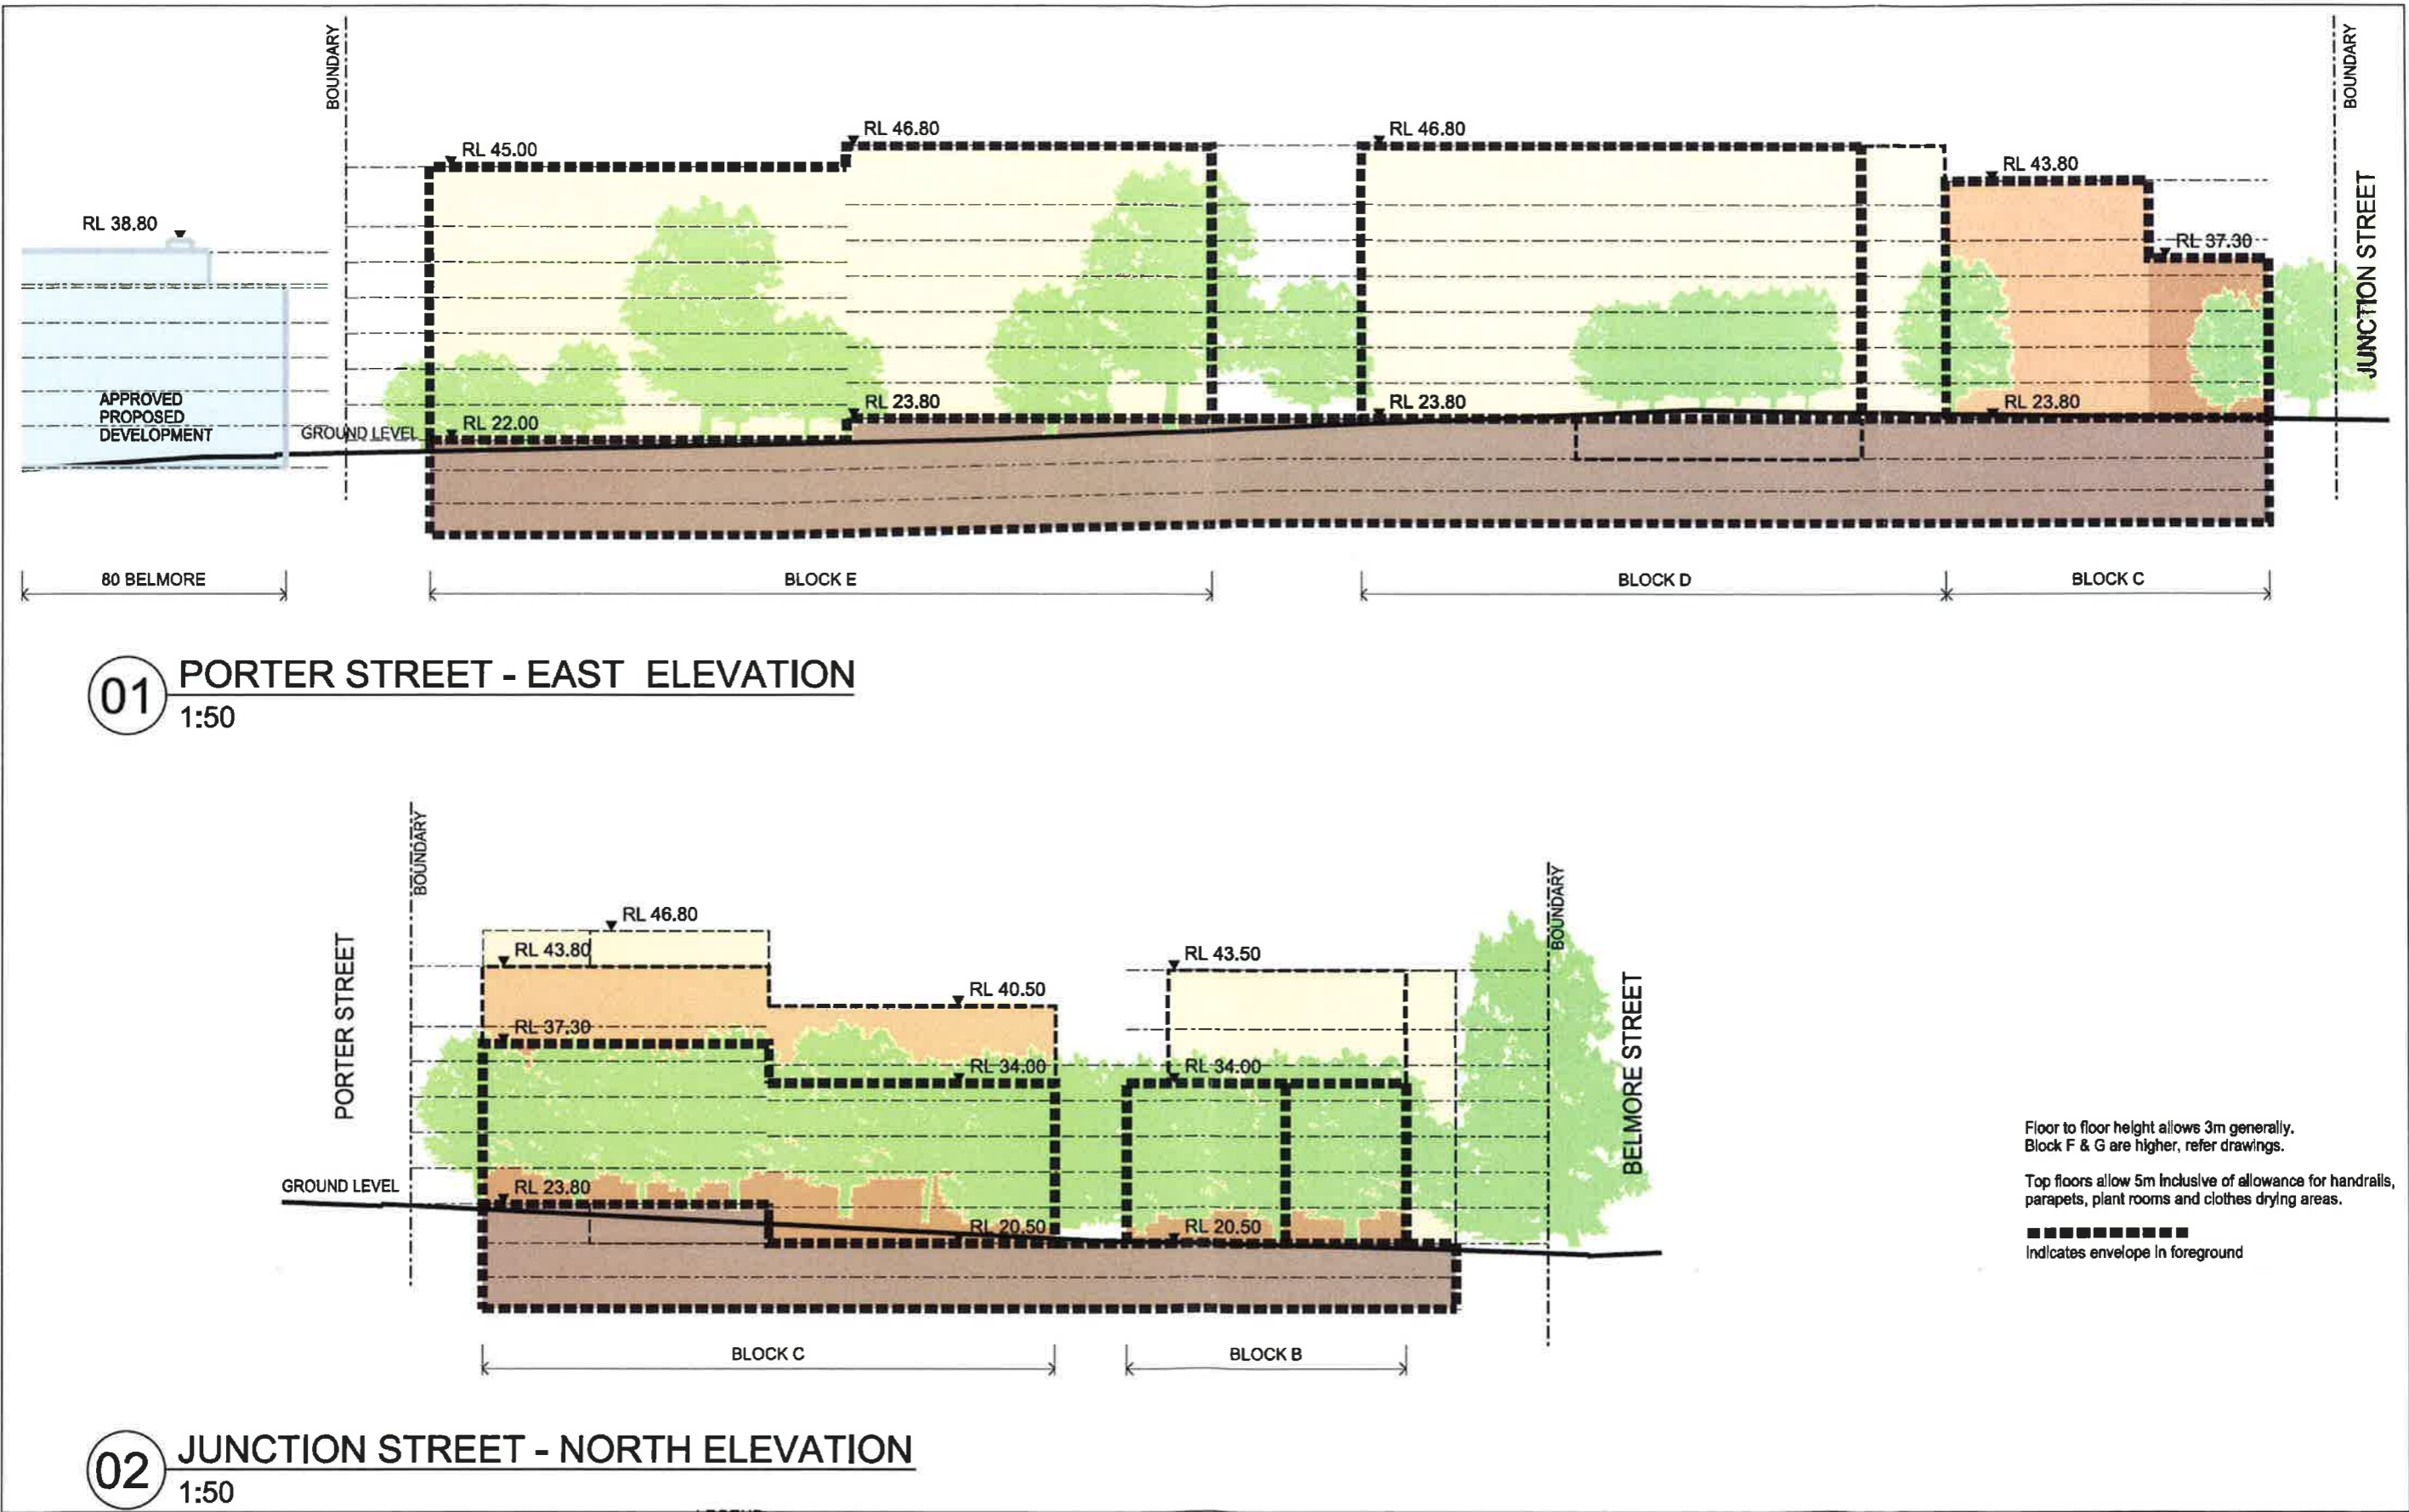 BOUNDARY
BOUNDARY
RL 45.00
RL 46.80
RL 46.80
RL 43.80
RL 38.80
RL 37.30
JUNCTION STREET
APPROVED
PROPOSED
DEVELOPMENT
GROUND LEVEL
RL 22.00
RL 23.80
RL 23.80
RL 23.80
80 BELMORE
BLOCK E
BLOCK D
BLOCK C
01
PORTER STREET - EAST ELEVATION
1:50
BOUNDARY
BOUNDARY
PORTER STREET
RL 46.80
RL 43.80
RL 43.50
RL 40.50
RL 37.30
RL 34.00
RL 34.00
BELMORE STREET
GROUND LEVEL
RL 23.80
RL 20.50
RL 20.50
BLOCK C
BLOCK B
Floor to floor height allows 3m generally.
Block F & G are higher, refer drawings.
Top floors allow 5m inclusive of allowance for handrails,
parapets, plant rooms and clothes drying areas.
Indicates envelope in foreground
02
JUNCTION STREET - NORTH ELEVATION
1:50